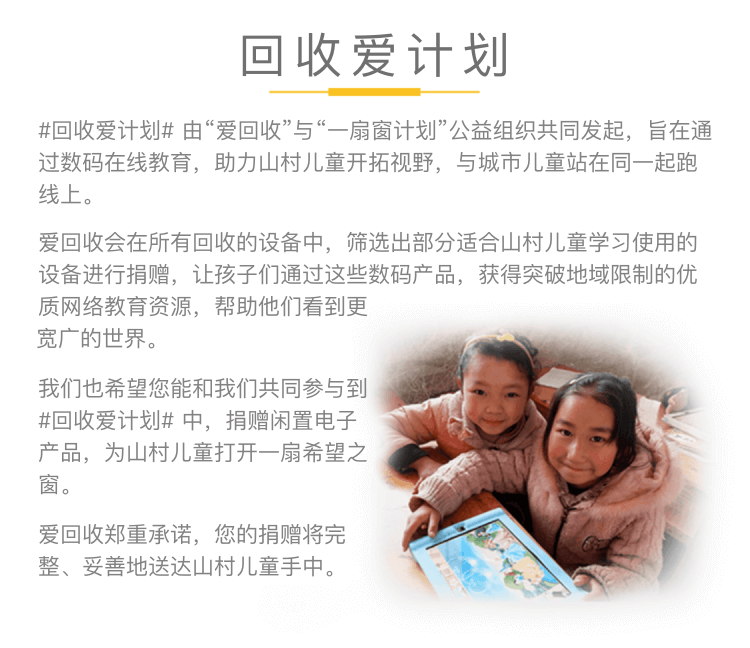 回收爱计划
#回收爱计划# 由“爱回收”与“一扇窗计划”公益组织共同发起，旨在通
过数码在线教育，助力山村儿童开拓视野，与城市儿童站在同一起跑
线上。
爱回收会在所有回收的设备中，筛选出部分适合山村儿童学习使用的
设备进行捐赠，让孩子们通过这些数码产品，获得突破地域限制的优
质网络教育资源，帮助他们看到更
宽广的世界。
我们也希望您能和我们共同参与到
#回收爱计划# 中，捐赠闲置电子
产品，为山村儿童打开一扇希望之
窗。
爱回收郑重承诺，您的捐赠将完
整、妥善地送达山村儿童手中。